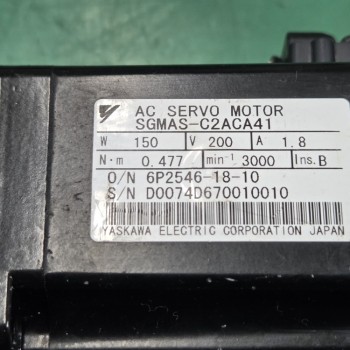 AC SERVO MOTOR
SGMAS-C2ACA41
W 150 V 200 A 1.8
N·m 0.477 min⁻¹ 3000 Ins.B
O/N 6P2546-18-10
S/N D0074D670010010
YASKAWA ELECTRIC CORPORATION JAPAN